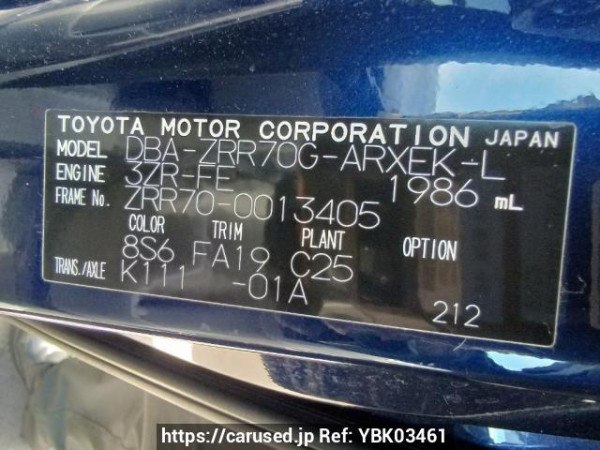 TOYOTA MOTOR CORPORATION JAPAN
MODEL DBA-ZRR70G-ARXEK-L
ENGINE 3ZR-FE 1986 mL
FRAME No. ZRR70-0013405
COLOR TRIM PLANT OPTION
8S6 FA19 C25
TRANS./AXLE K111 -01A
212
https://carused.jp Ref: YBK03461